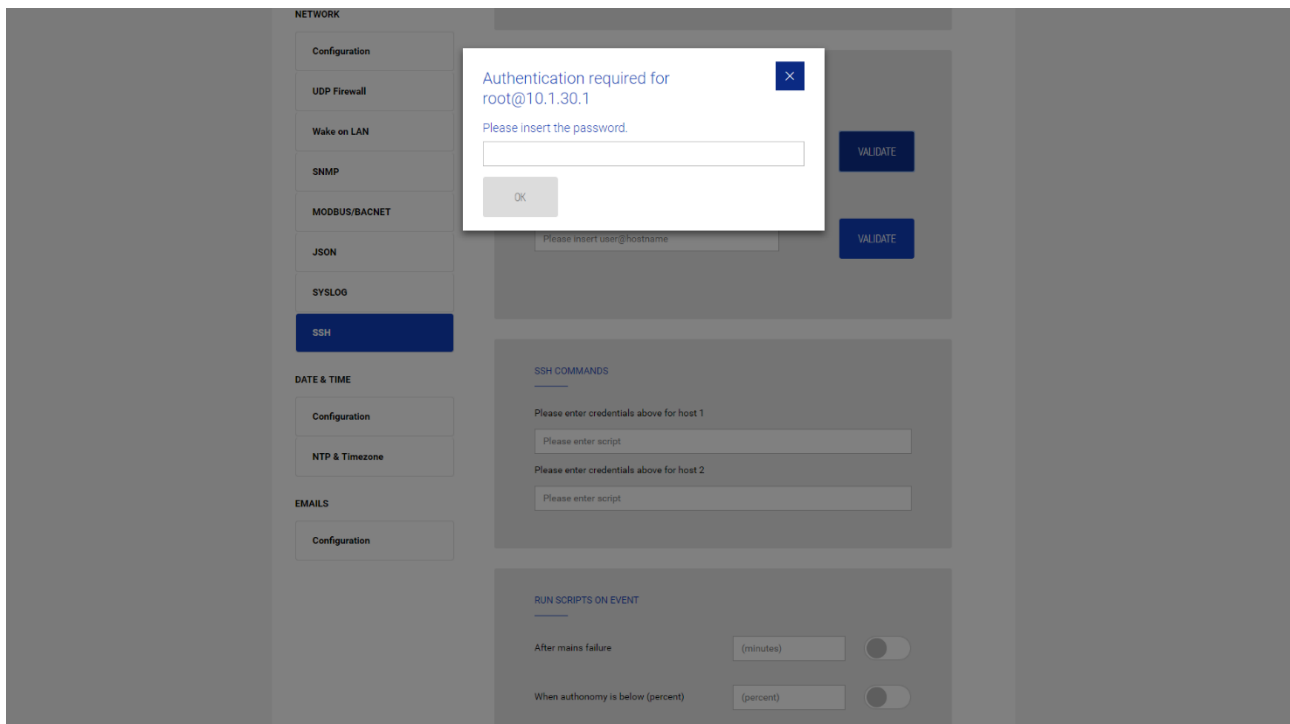 NETWORK
Configuration
UDP Firewall
Wake on LAN
SNMP
MODBUS/BACNET
JSON
SYSLOG
SSH
DATE & TIME
Configuration
NTP & Timezone
EMAILS
Configuration
Authentication required for
root@10.1.30.1
×
Please insert the password.
OK
VALIDATE
Please insert user@hostname
VALIDATE
SSH COMMANDS
Please enter credentials above for host 1
Please enter script
Please enter credentials above for host 2
Please enter script
RUN SCRIPTS ON EVENT
After mains failure
(minutes)
When authonomy is below (percent)
(percent)